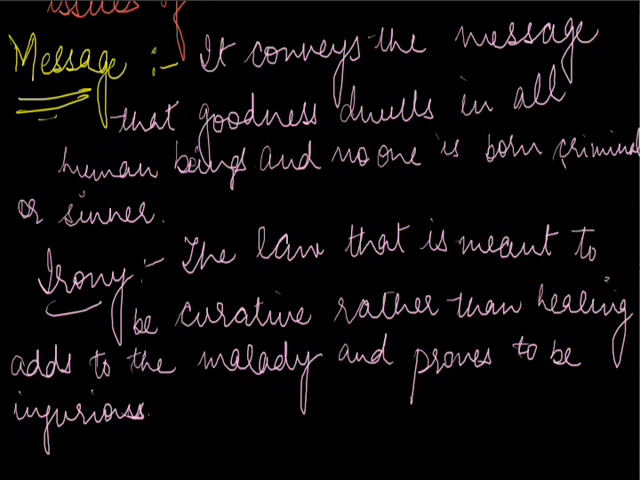 issues of
Message :- It conveys the message
that goodness dwells in all
human beings and no one is born criminal
or sinner.
Irony :- The law that is meant to
be curative rather than healing
adds to the malady and proves to be
injurious.